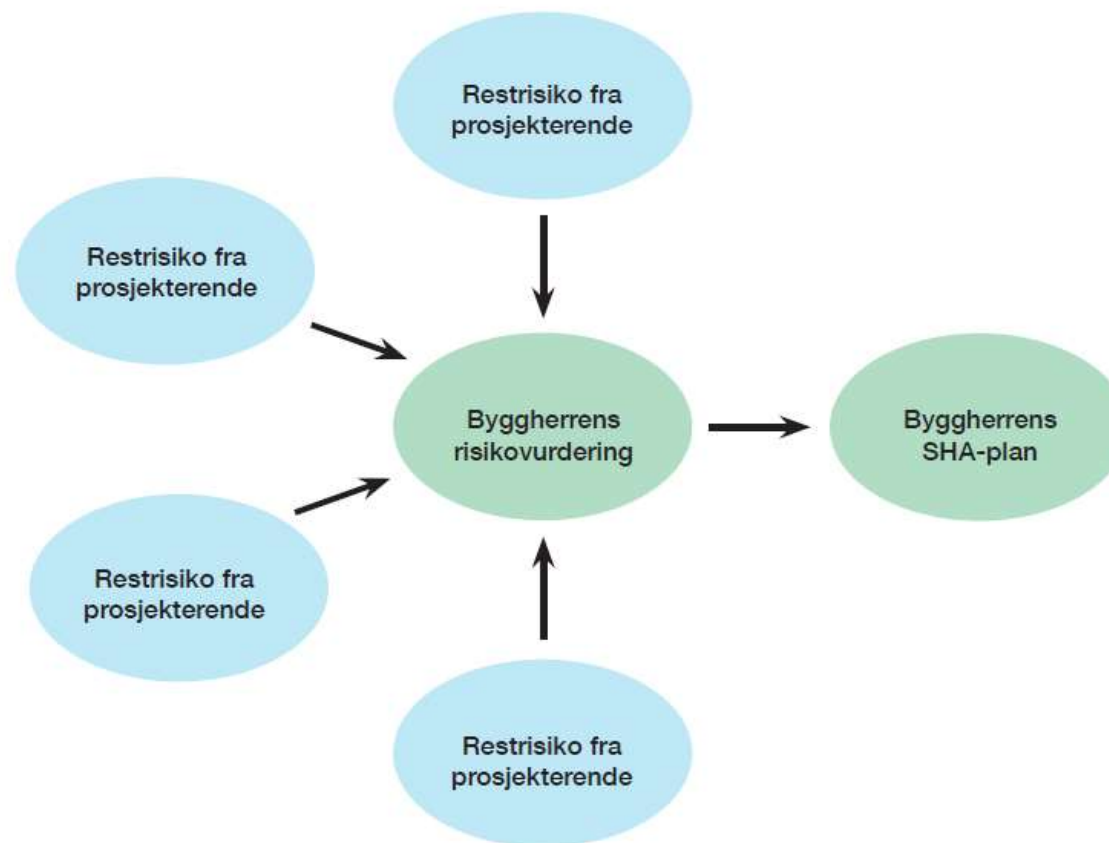 Restrisiko fra
prosjekterende
Restrisiko fra
prosjekterende
Byggherrens
risikovurdering
Byggherrens
SHA-plan
Restrisiko fra
prosjekterende
Restrisiko fra
prosjekterende